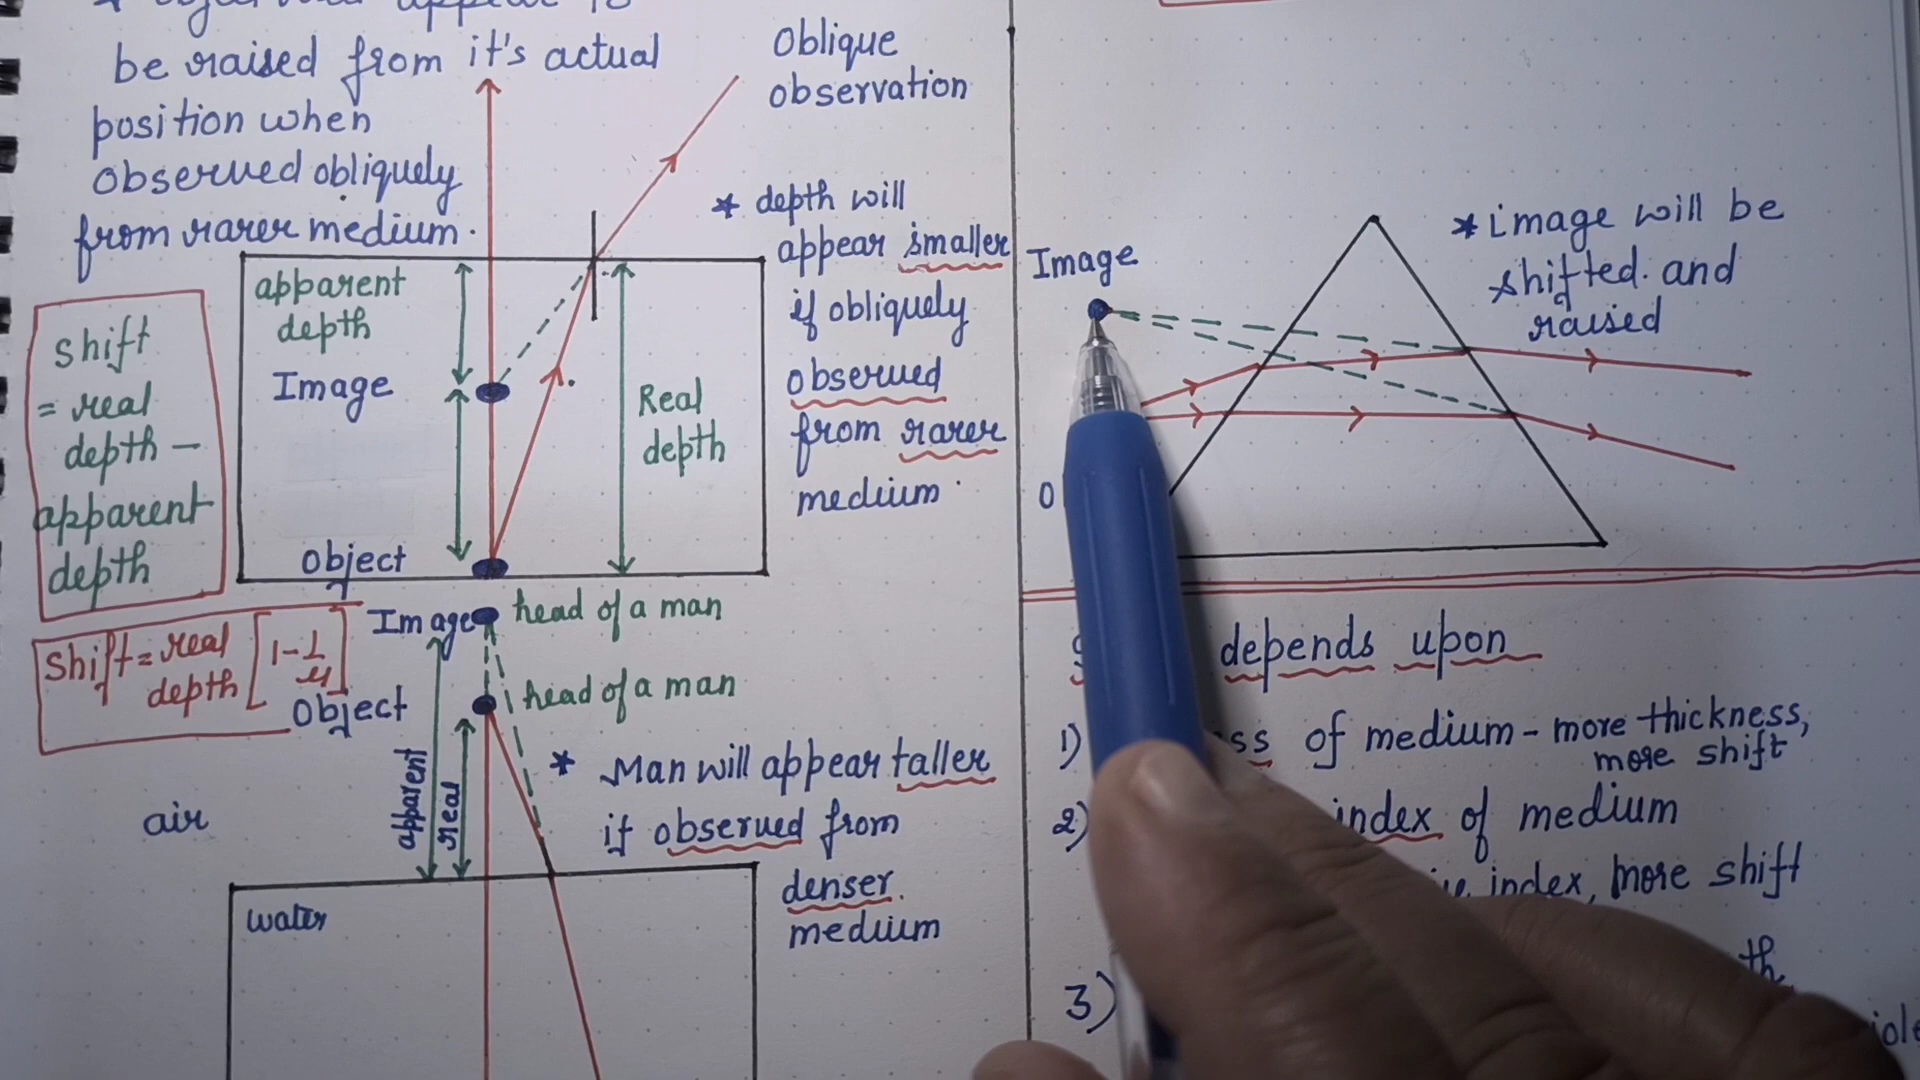 be raised from it's actual
position when
observed obliquely
from rarer medium.
Oblique
observation
* depth will
appear smaller
if obliquely
observed
from rarer
medium
apparent
depth
Image
Real
depth
Object
Shift
= real
depth –
apparent
depth
Shift = real
depth [1-1/μ]
Image
head of a man
Object
head of a man
apparent
real
* Man will appear taller
if observed from
denser
medium
air
water
Image
* image will be
shifted and
raised
depends upon
1)
of medium - more thickness,
more shift
2)
index of medium
index, more shift
3)